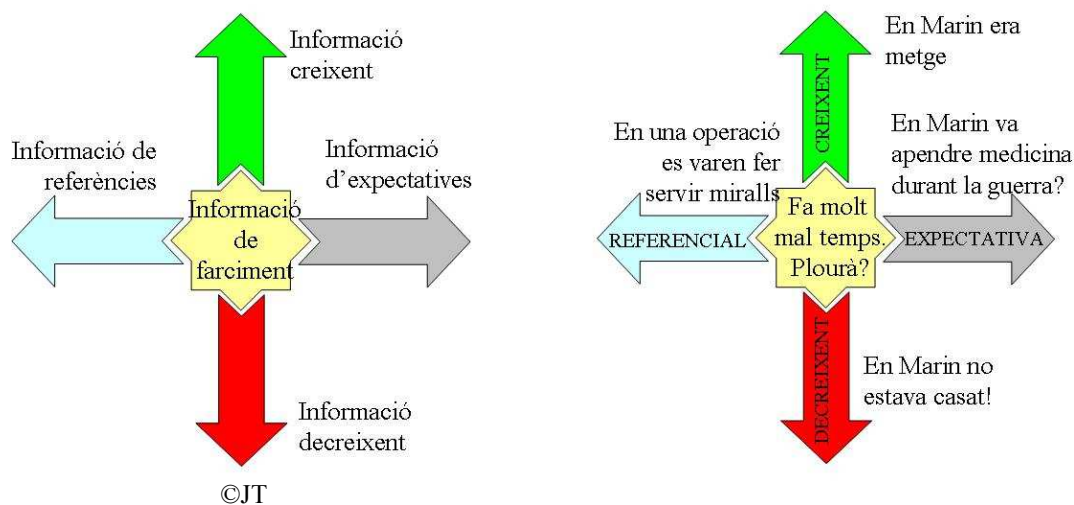 Informació
creixent
Informació de
referències
Informació
d'expectatives
Informació
de
farciment
Informació
decreixent
©JT
En Marin era
metge
CREIXENT
En una operació
es varen fer
servir miralls
En Marin va
apendre medicina
durant la guerra?
REFERENCIAL
Fa molt
mal temps.
Plourà?
EXPECTATIVA
DECREIXENT
En Marin no
estava casat!